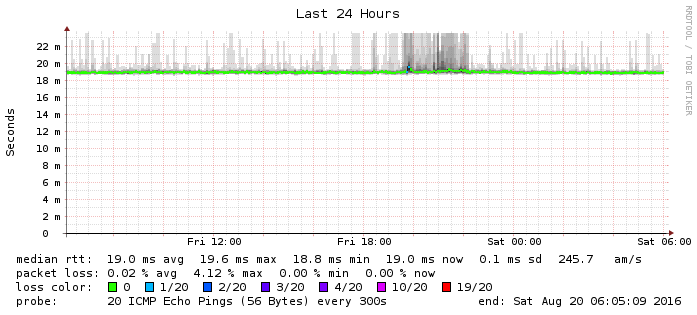 Last 24 Hours
RRDTOOL / TOBI OETIKER
Seconds
22 m
20 m
18 m
16 m
14 m
12 m
10 m
8 m
6 m
4 m
2 m
0
Fri 12:00 Fri 18:00 Sat 00:00 Sat 06:00
median rtt: 19.0 ms avg 19.6 ms max 18.8 ms min 19.0 ms now 0.1 ms sd 245.7 am/s
packet loss: 0.02 % avg 4.12 % max 0.00 % min 0.00 % now
loss color: 0 1/20 2/20 3/20 4/20 10/20 19/20
probe: 20 ICMP Echo Pings (56 Bytes) every 300s end: Sat Aug 20 06:05:09 2016